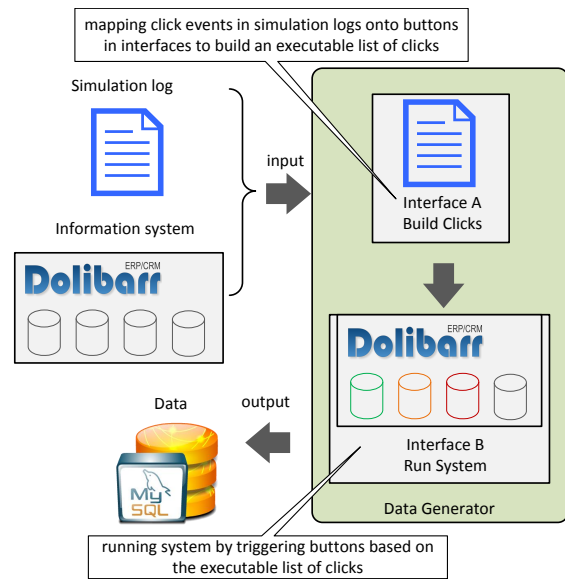 mapping click events in simulation logs onto buttons
in interfaces to build an executable list of clicks
Simulation log
input
Interface A
Build Clicks
Information system
ERP/CRM
Dolibarr
ERP/CRM
Dolibarr
Interface B
Run System
Data
output
My
SQL
Data Generator
running system by triggering buttons based on
the executable list of clicks